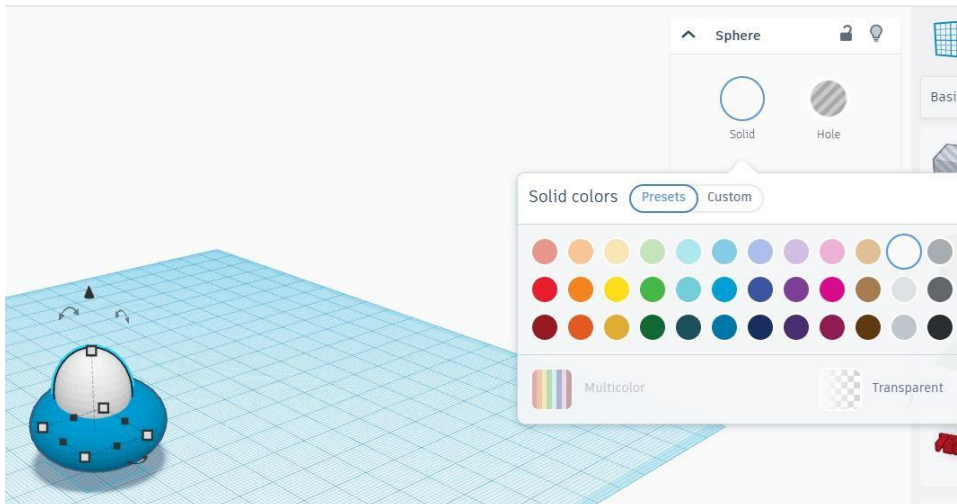 Sphere
Basi
Solid
Hole
Solid colors
Presets
Custom
Multicolor
Transparent